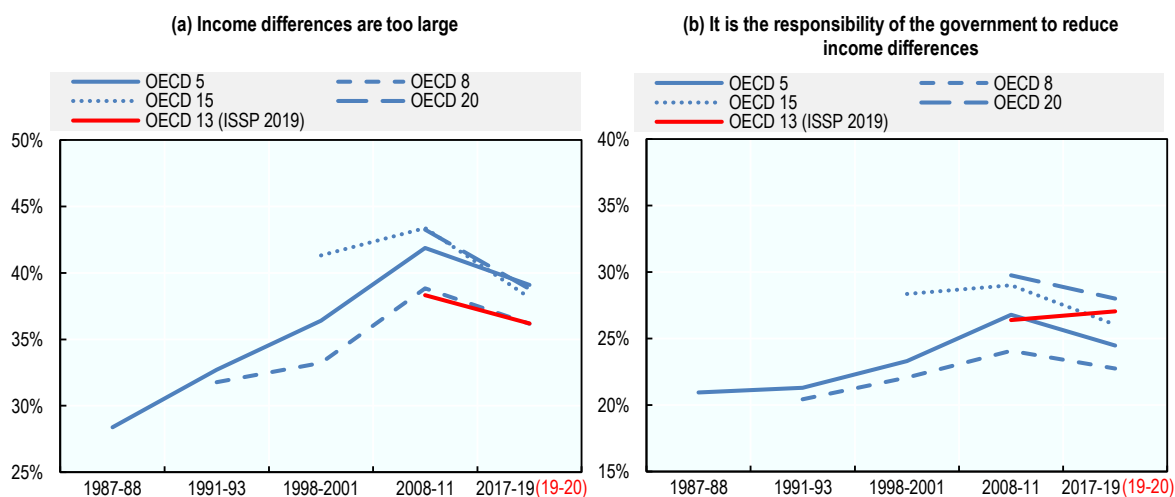 (a) Income differences are too large
OECD 5
OECD 8
OECD 15
OECD 20
OECD 13 (ISSP 2019)
50%
45%
40%
35%
30%
25%
1987-88
1991-93
1998-2001
2008-11
2017-19(19-20)
(b) It is the responsibility of the government to reduce
income differences
OECD 5
OECD 8
OECD 15
OECD 20
OECD 13 (ISSP 2019)
40%
35%
30%
25%
20%
15%
1987-88
1991-93
1998-2001
2008-11
2017-19 (19-20)